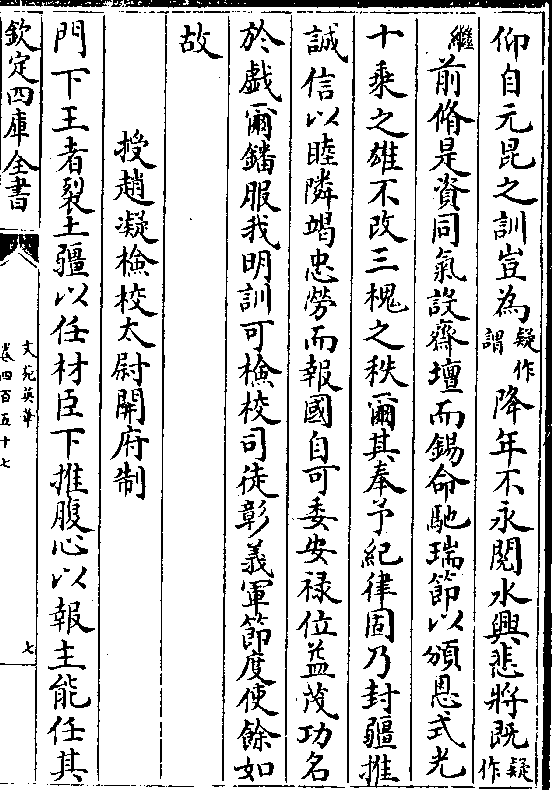 仰自元昆之訓豈為疑作謂降年不永閱水興悲將既疑作
繼前脩是資同氣設齋壇而錫命馳瑞節以頒恩式光
十乘之雄不改三槐之秩爾其奉予紀律固乃封疆推
誠信以睦隣竭忠勞而報國自可委安禄位益茂功名
於戲爾鐇服我明訓可檢校司徒彰義軍節度使餘如
故
授趙凝檢校太尉開府制
門下王者裂土疆以任材臣下推腹心以報主能任其
欽定四庫全書
文苑英華
卷四百五十七
七